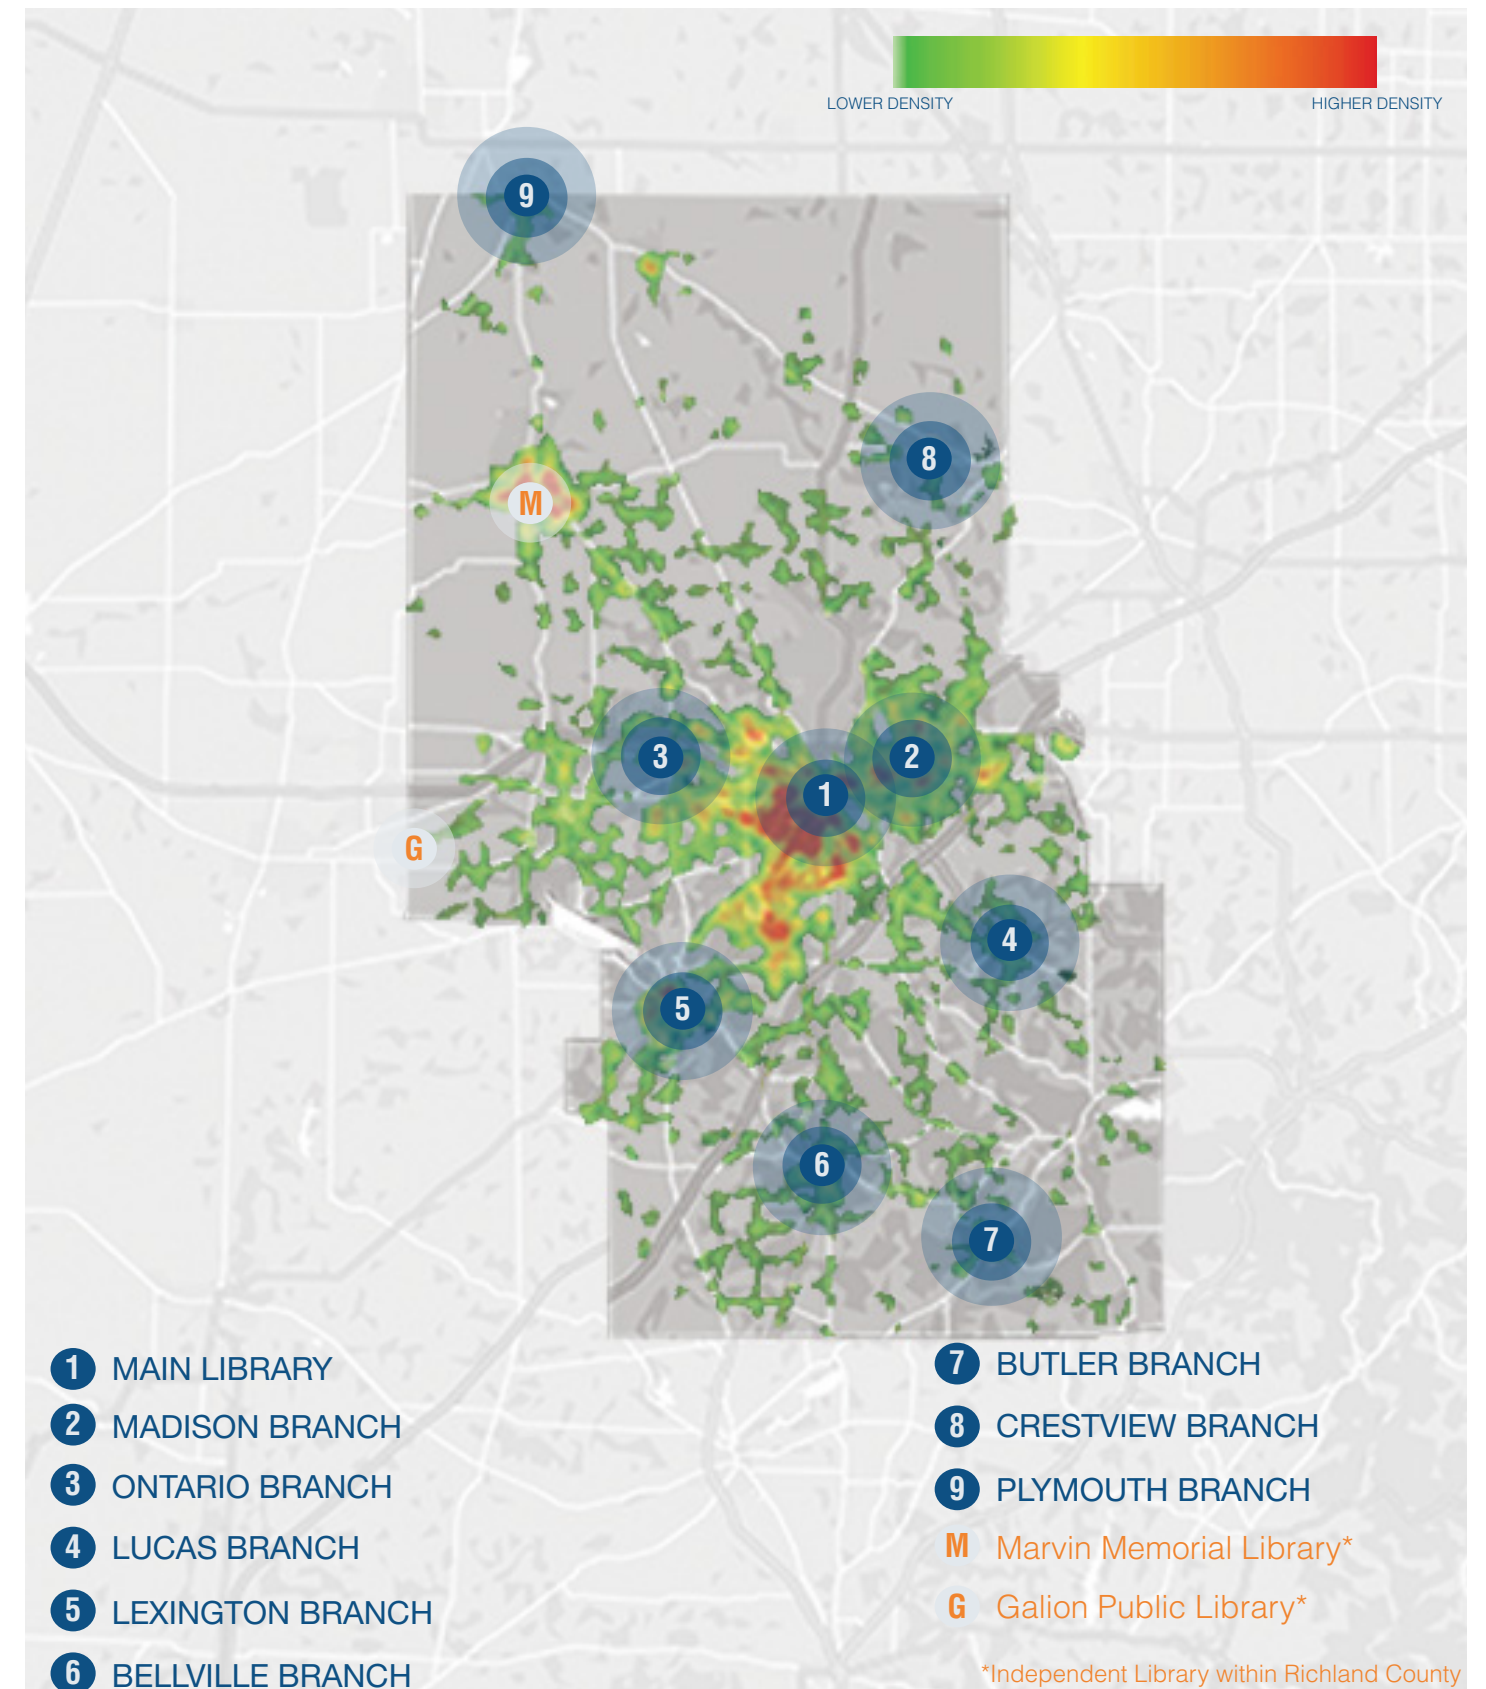 LOWER DENSITY
HIGHER DENSITY
9
8
M
3
2
1
G
4
5
6
7
1 MAIN LIBRARY
2 MADISON BRANCH
3 ONTARIO BRANCH
4 LUCAS BRANCH
5 LEXINGTON BRANCH
6 BELLVILLE BRANCH
7 BUTLER BRANCH
8 CRESTVIEW BRANCH
9 PLYMOUTH BRANCH
M Marvin Memorial Library*
G Galion Public Library*
*Independent Library within Richland County